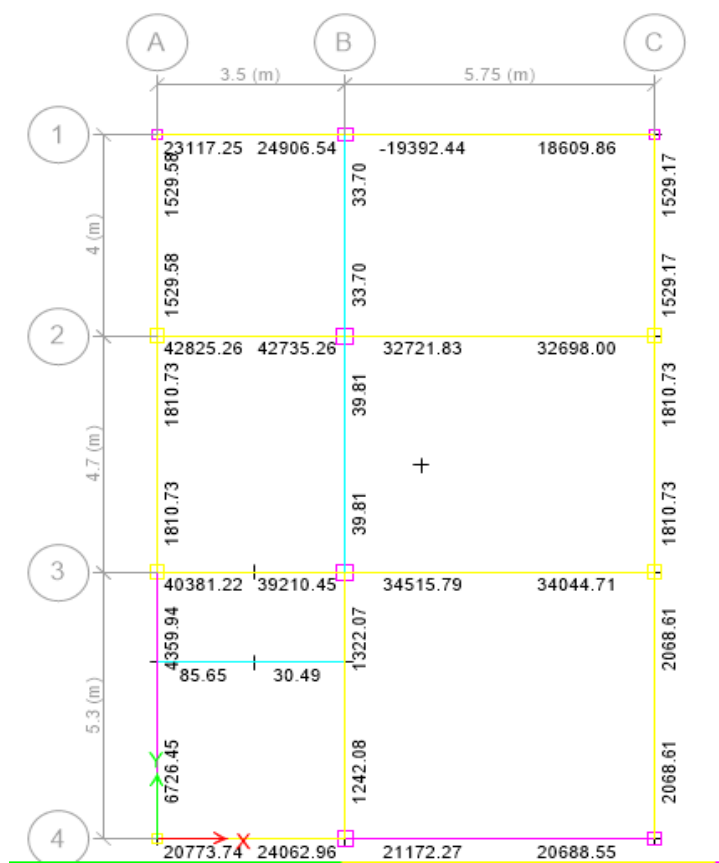 A B C
3.5 (m) 5.75 (m)
1
23117.25 24906.54 -19392.44 18609.86
1529.58 33.70 1529.17
4 (m)
1529.58 33.70 1529.17
2
42825.26 42735.26 32721.83 32698.00
1810.73 39.81 1810.73
4.7 (m)
1810.73 39.81 1810.73
3
40381.22 39210.45 34515.79 34044.71
4359.94 1322.07 2068.61
85.65 30.49
5.3 (m)
6726.45 1242.08 2068.61
Y
4
X
20773.74 24062.96 21172.27 20688.55